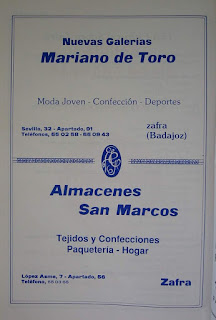 Nuevas Galerías
Mariano de Toro
Moda Joven - Confección - Deportes
Sevilla, 32 - Apartado, 91
Teléfonos, 55 02 58 - 55 09 43
zafra
(Badajoz)
Almacenes
San Marcos
Tejidos y Confecciones
Paquetería - Hogar
López Asme, 7 - Apartado, 56
Teléfono,
Zafra